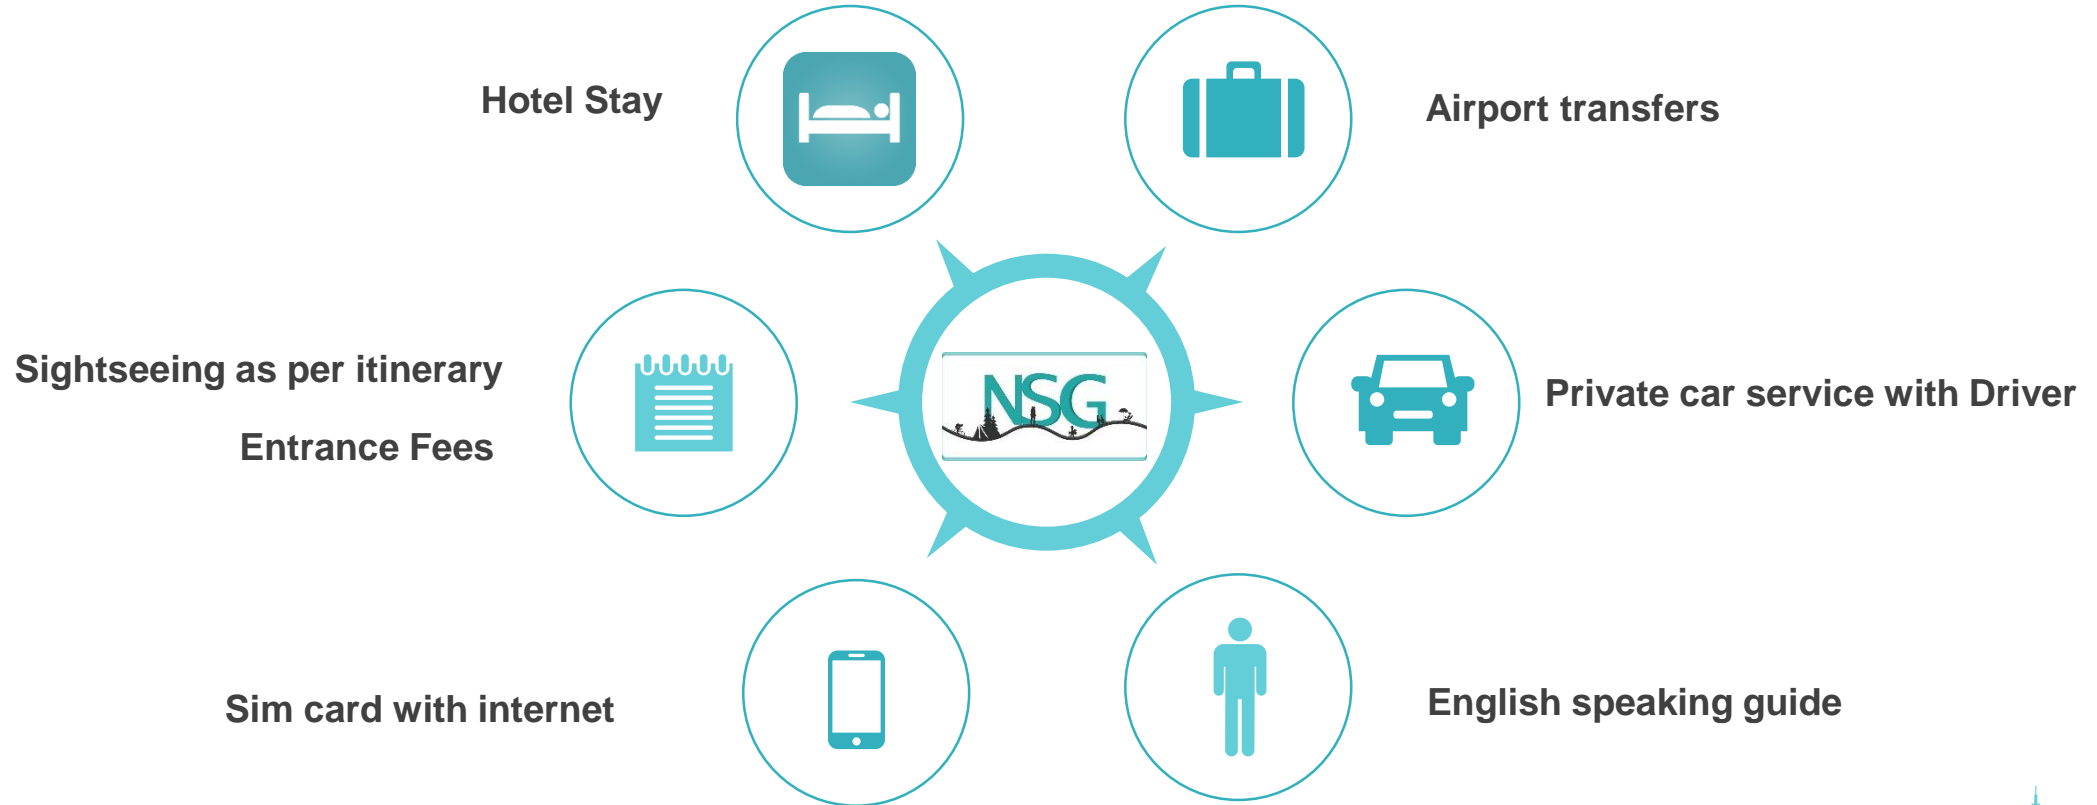 Hotel Stay
Airport transfers
Sightseeing as per itinerary
Entrance Fees
NSG
Private car service with Driver
Sim card with internet
English speaking guide